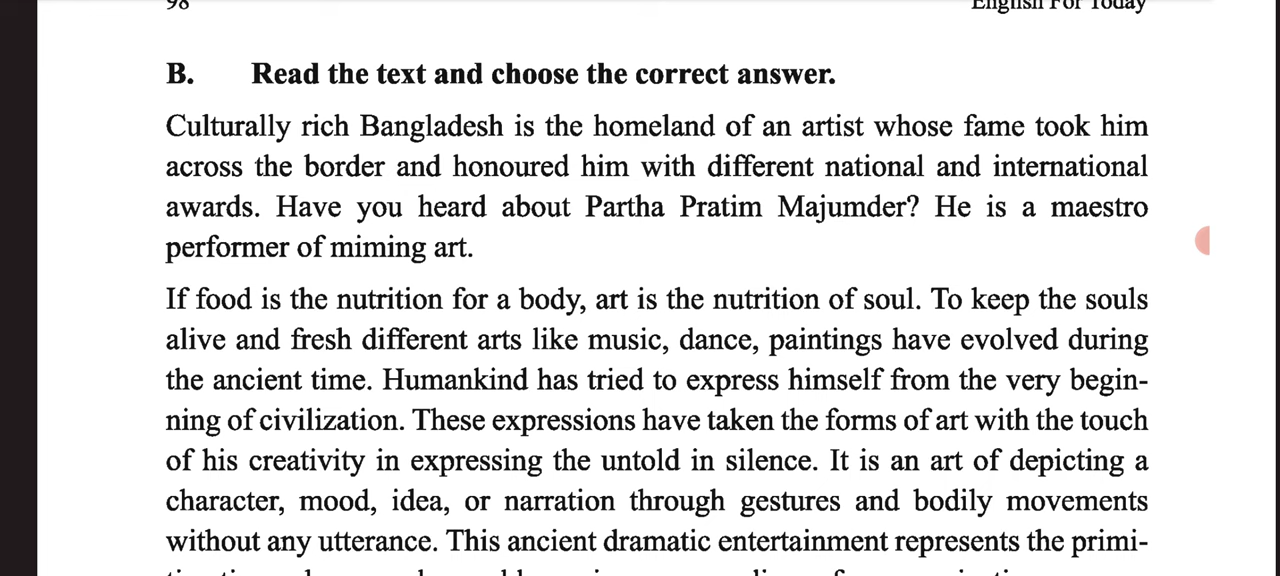 98 English For Today
B. Read the text and choose the correct answer.
Culturally rich Bangladesh is the homeland of an artist whose fame took him
across the border and honoured him with different national and international
awards. Have you heard about Partha Pratim Majumder? He is a maestro
performer of miming art.
If food is the nutrition for a body, art is the nutrition of soul. To keep the souls
alive and fresh different arts like music, dance, paintings have evolved during
the ancient time. Humankind has tried to express himself from the very begin-
ning of civilization. These expressions have taken the forms of art with the touch
of his creativity in expressing the untold in silence. It is an art of depicting a
character, mood, idea, or narration through gestures and bodily movements
without any utterance. This ancient dramatic entertainment represents the primi-